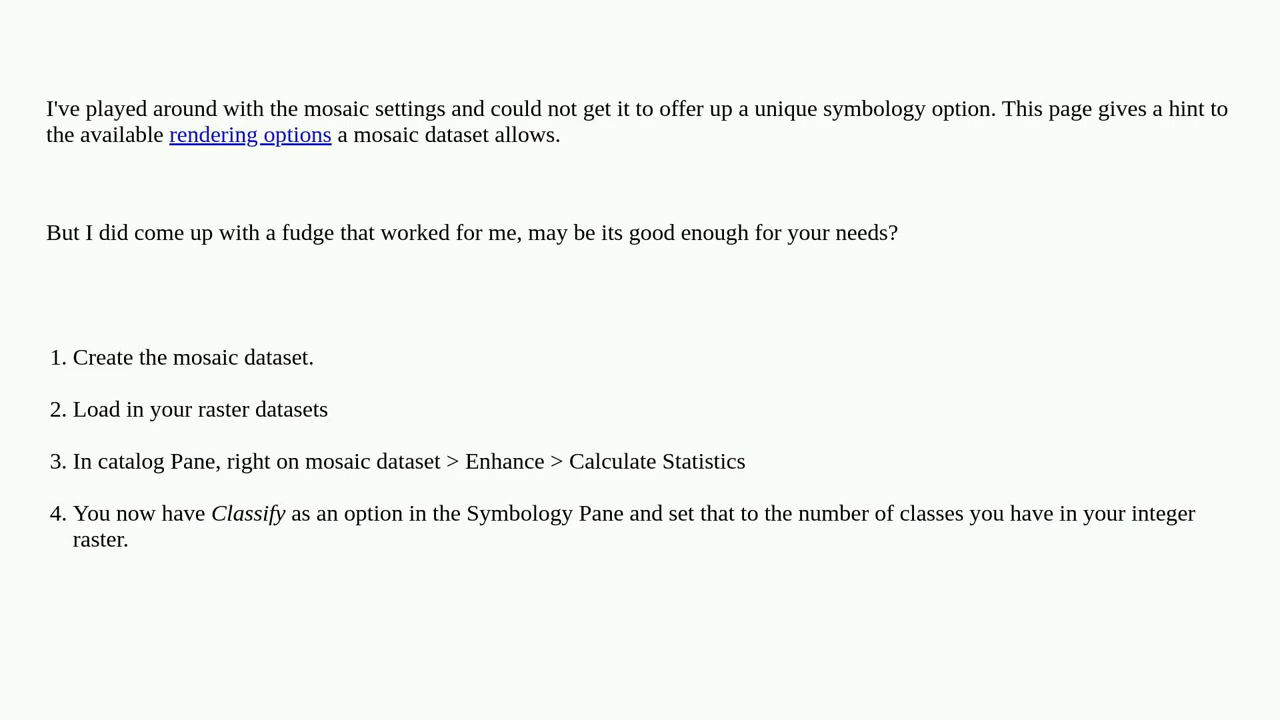 I've played around with the mosaic settings and could not get it to offer up a unique symbology option. This page gives a hint to
the available rendering options a mosaic dataset allows.
But I did come up with a fudge that worked for me, may be its good enough for your needs?
1. Create the mosaic dataset.
2. Load in your raster datasets
3. In catalog Pane, right on mosaic dataset > Enhance > Calculate Statistics
4. You now have Classify as an option in the Symbology Pane and set that to the number of classes you have in your integer
raster.